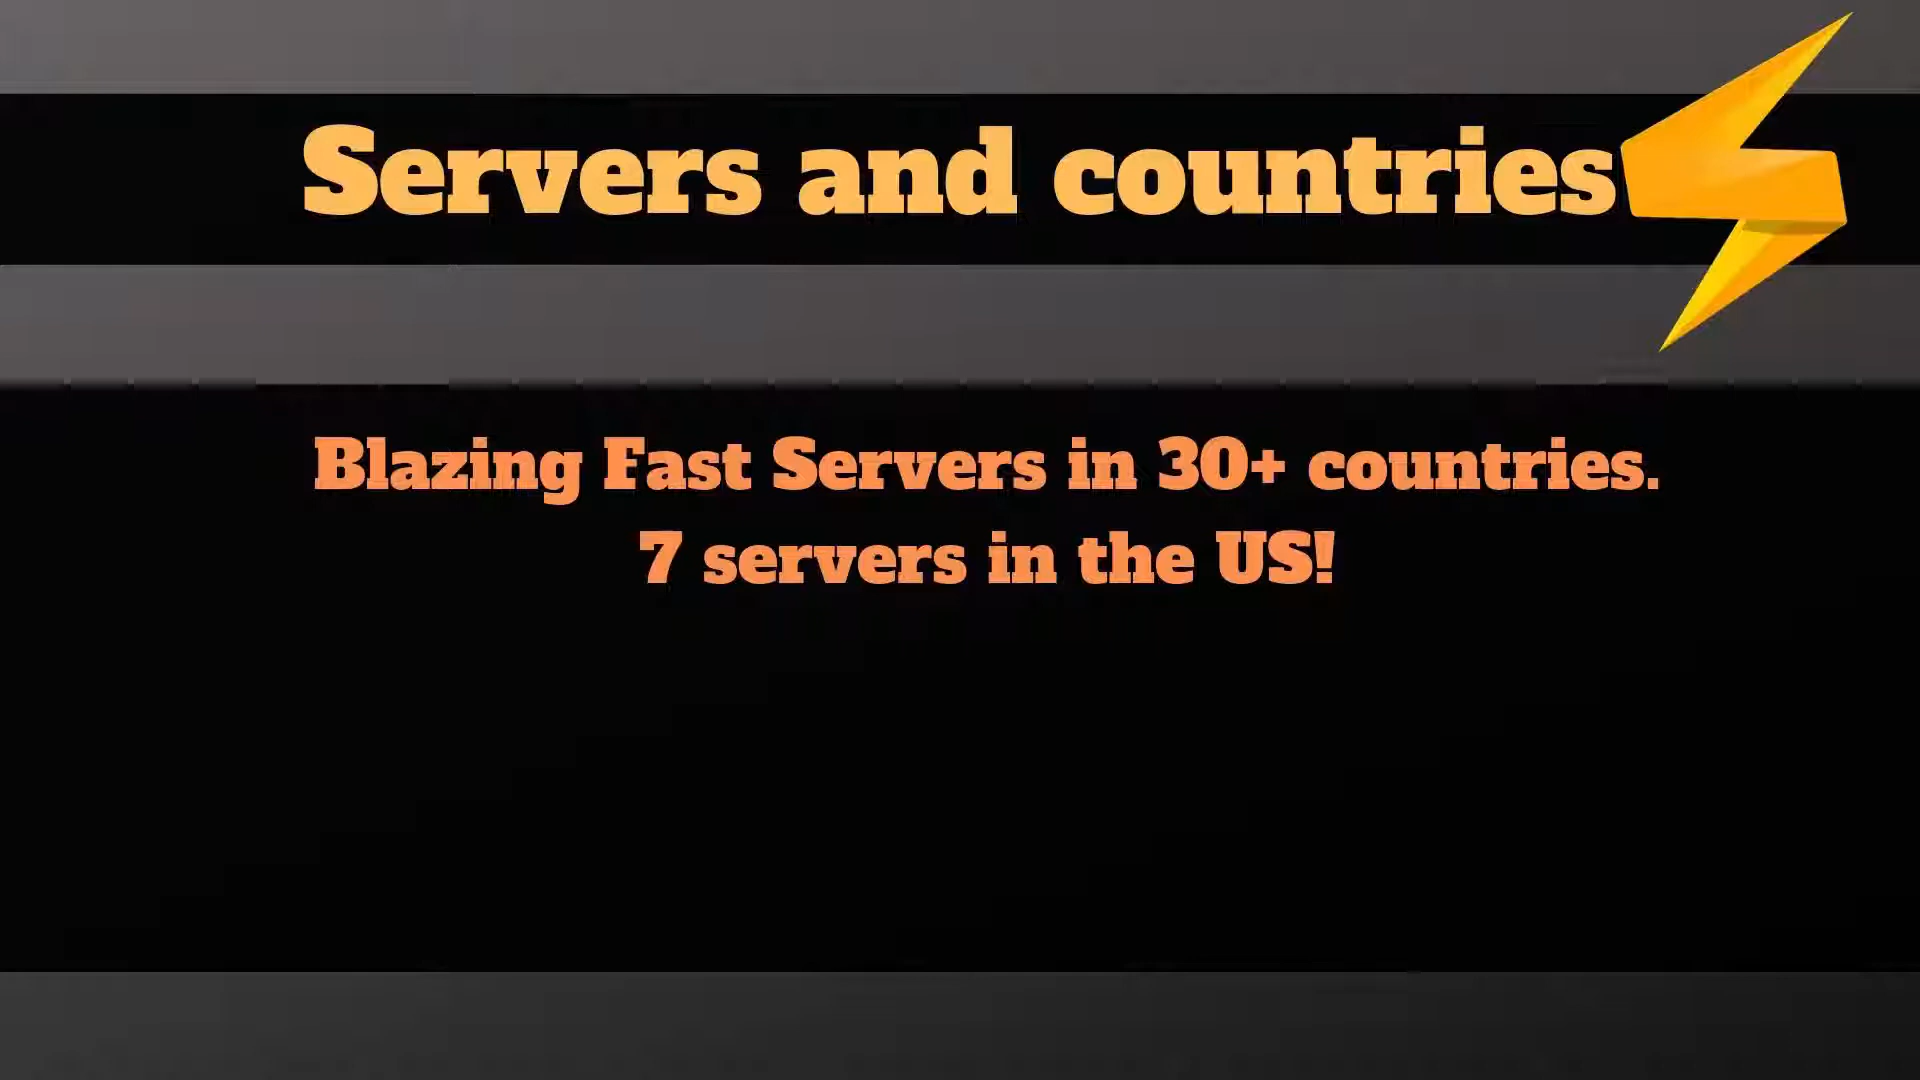 Servers and countries
Blazing Fast Servers in 30+ countries.
7 servers in the US!